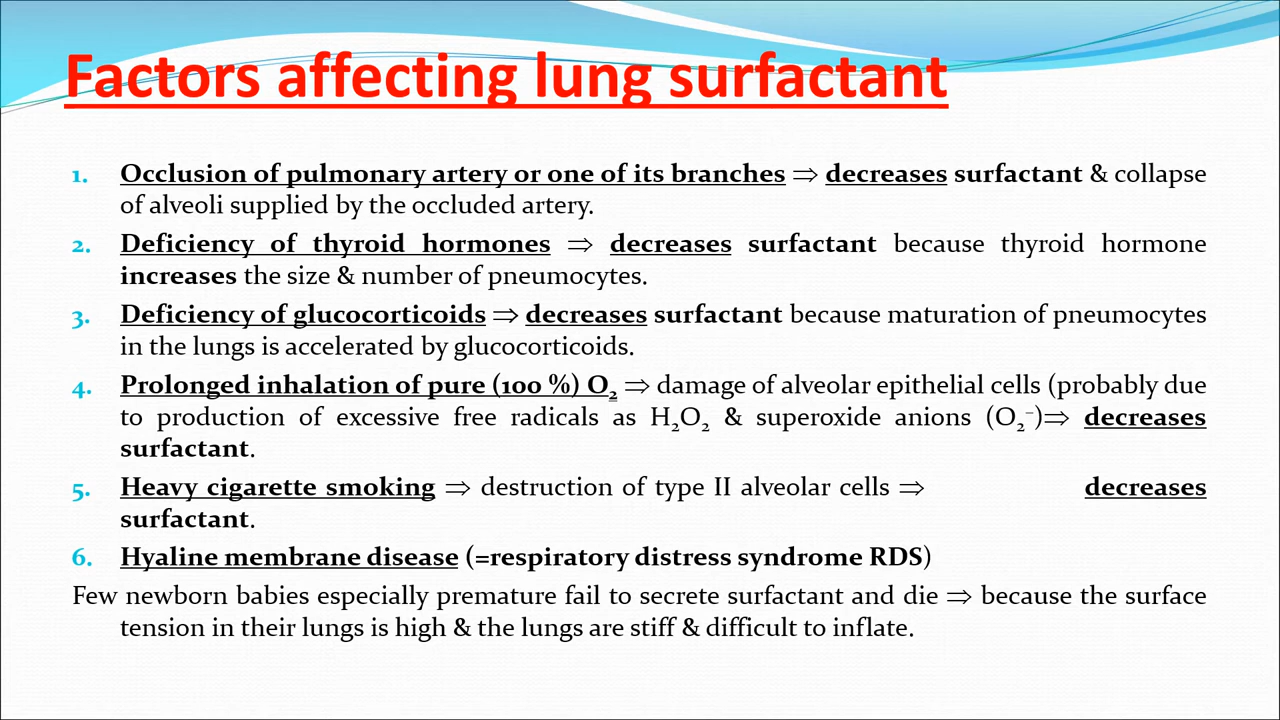 Factors affecting lung surfactant
1. Occlusion of pulmonary artery or one of its branches ⇒ decreases surfactant & collapse
of alveoli supplied by the occluded artery.
2. Deficiency of thyroid hormones ⇒ decreases surfactant because thyroid hormone
increases the size & number of pneumocytes.
3. Deficiency of glucocorticoids ⇒ decreases surfactant because maturation of pneumocytes
in the lungs is accelerated by glucocorticoids.
4. Prolonged inhalation of pure (100 %) O₂ ⇒ damage of alveolar epithelial cells (probably due
to production of excessive free radicals as H₂O₂ & superoxide anions (O₂⁻)⇒ decreases
surfactant.
5. Heavy cigarette smoking ⇒ destruction of type II alveolar cells ⇒ decreases
surfactant.
6. Hyaline membrane disease (=respiratory distress syndrome RDS)
Few newborn babies especially premature fail to secrete surfactant and die ⇒ because the surface
tension in their lungs is high & the lungs are stiff & difficult to inflate.